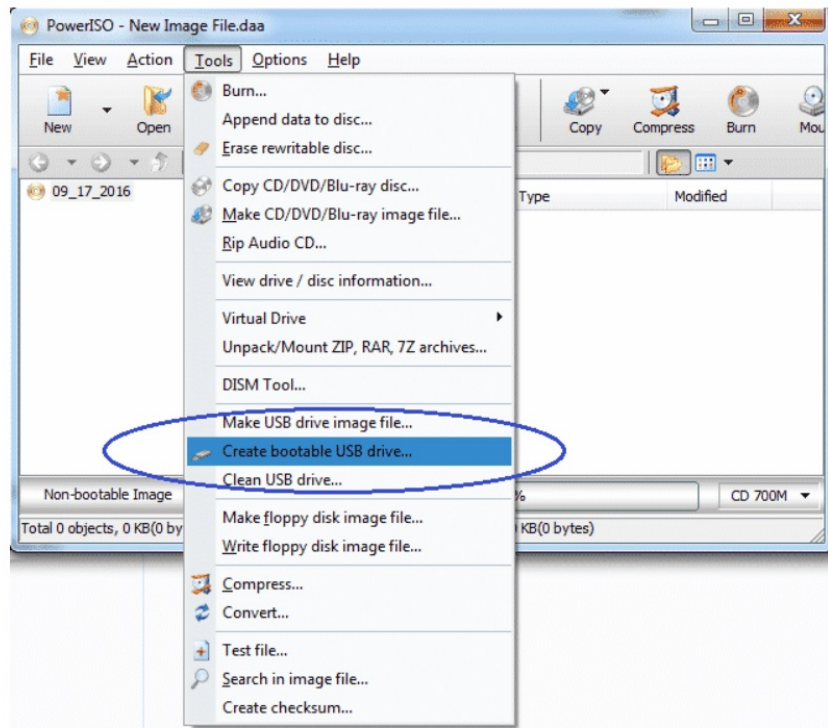 PowerISO - New Image File.daa
File View Action Tools Options Help
New Open Copy Compress Burn Mou
Burn...
Append data to disc...
Erase rewritable disc...
Copy CD/DVD/Blu-ray disc...
Make CD/DVD/Blu-ray image file...
Rip Audio CD...
View drive / disc information...
Virtual Drive
Unpack/Mount ZIP, RAR, 7Z archives...
DISM Tool...
Make USB drive image file...
Create bootable USB drive...
Clean USB drive...
Make floppy disk image file...
Write floppy disk image file...
Compress...
Convert...
Test file...
Search in image file...
Create checksum...
09_17_2016 Type Modified
Non-bootable Image % CD 700M
Total 0 objects, 0 KB(0 by KB(0 bytes)